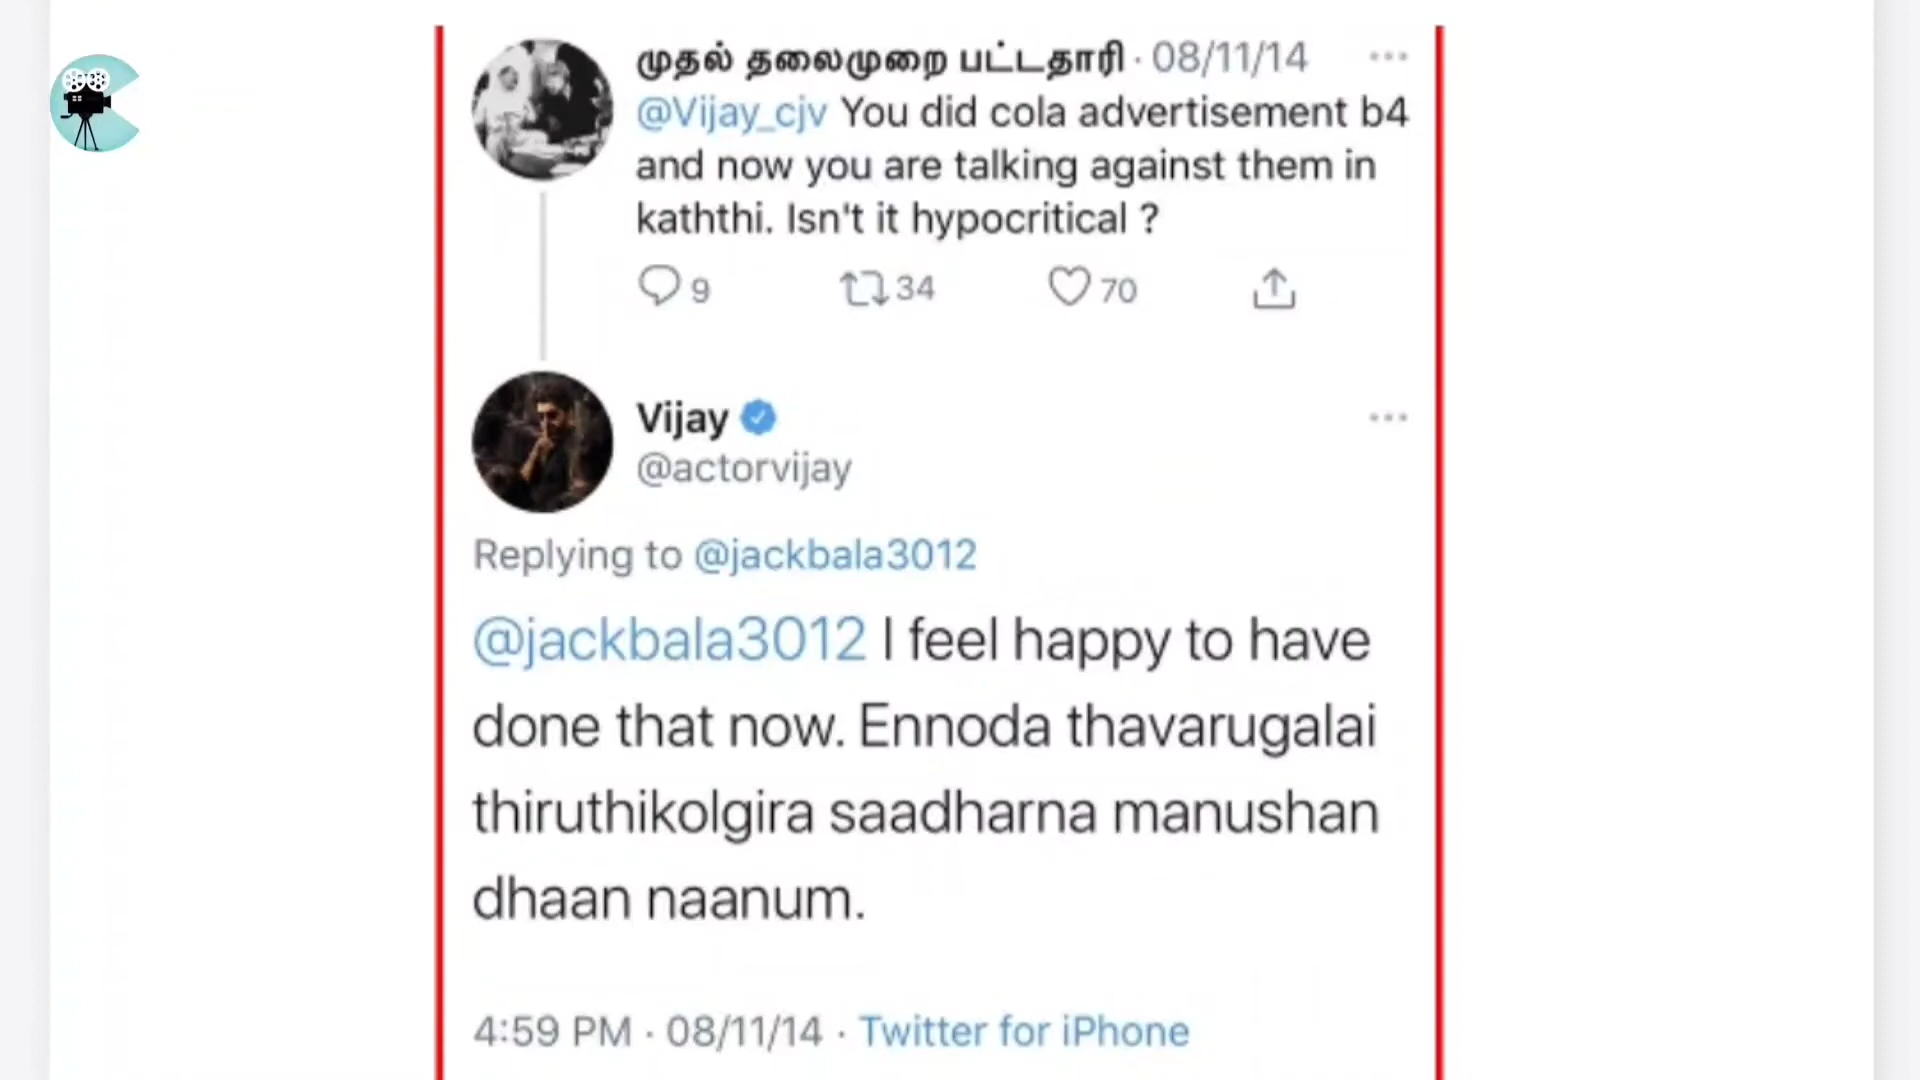 முதல் தலைமுறை பட்டதாரி · 08/11/14
@Vijay_cjv You did cola advertisement b4
and now you are talking against them in
kaththi. Isn't it hypocritical ?
9 34 70
Vijay
@actorvijay
Replying to @jackbala3012
@jackbala3012 I feel happy to have
done that now. Ennoda thavarugalai
thiruthikolgira saadharna manushan
dhaan naanum.
4:59 PM · 08/11/14 · Twitter for iPhone